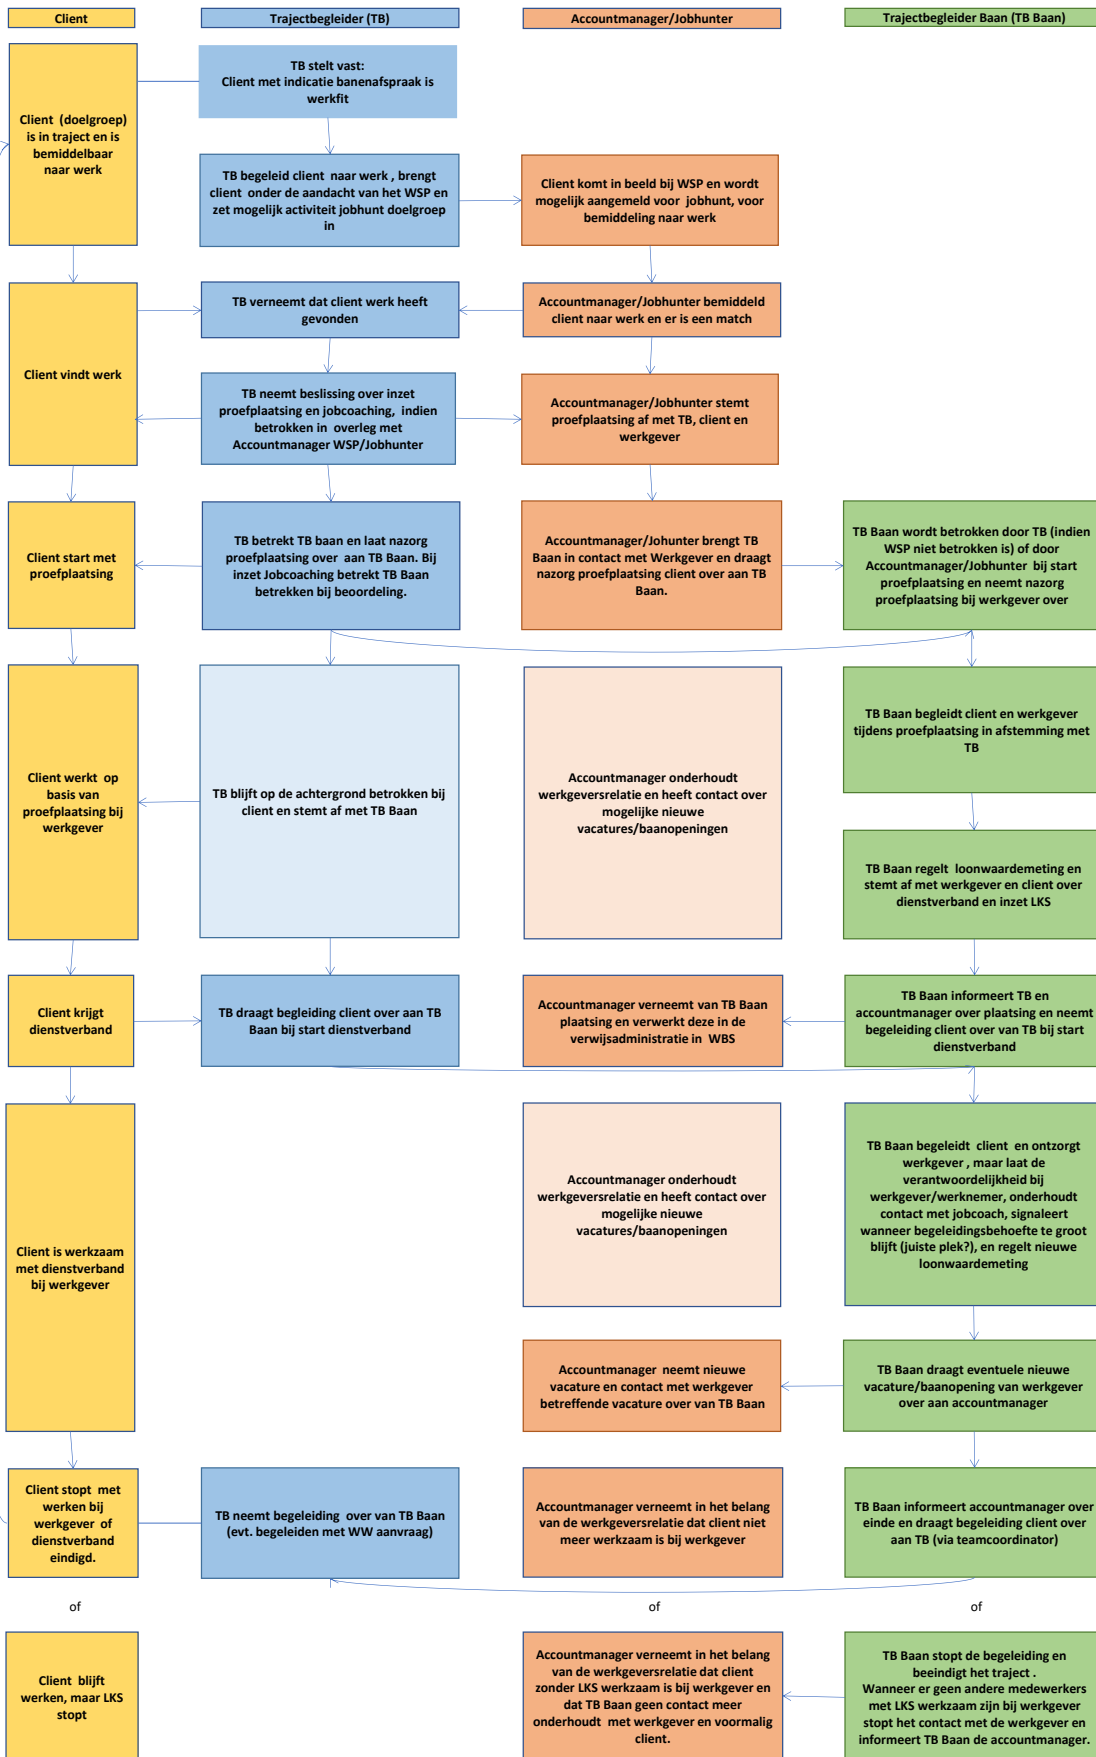 Client
Trajectbegleider (TB)
Accountmanager/Jobhunter
Trajectbegleider Baan (TB Baan)
Client (doelgroep)
is in traject en is
bemiddelbaar
naar werk
TB stelt vast:
Client met indicatie banenafspraak is
werkfit
TB begeleid client naar werk , brengt
client onder de aandacht van het WSP en
zet mogelijk activiteit jobhunt doelgroep
in
Client komt in beeld bij WSP en wordt
mogelijk aangemeld voor jobhunt, voor
bemiddeling naar werk
Client vindt werk
TB verneemt dat client werk heeft
gevonden
Accountmanager/Jobhunter bemiddeld
client naar werk en er is een match
TB neemt beslissing over inzet
proefplaatsing en jobcoaching, indien
betrokken in overleg met
Accountmanager WSP/Jobhunter
Accountmanager/Jobhunter stemt
proefplaatsing af met TB, client en
werkgever
Client start met
proefplaatsing
TB betrekt TB baan en laat nazorg
proefplaatsing over aan TB Baan. Bij
inzet Jobcoaching betrekt TB Baan
betrekken bij beoordeling.
Accountmanager/Johunter brengt TB
Baan in contact met Werkgever en draagt
nazorg proefplaatsing client over aan TB
Baan.
TB Baan wordt betrokken door TB (indien
WSP niet betrokken is) of door
Accountmanager/Jobhunter bij start
proefplaatsing en neemt nazorg
proefplaatsing bij werkgever over
Client werkt op
basis van
proefplaatsing bij
werkgever
TB blijft op de achtergrond betrokken bij
client en stemt af met TB Baan
Accountmanager onderhoudt
werkgeversrelatie en heeft contact over
mogelijke nieuwe
vacatures/baanopeningen
TB Baan begleidt client en werkgever
tijdens proefplaatsing in afstemming met
TB
TB Baan regelt loonwaardemeting en
stemt af met werkgever en client over
dienstverband en inzet LKS
Client krijgt
dienstverband
TB draagt begleiding client over aan TB
Baan bij start dienstverband
Accountmanager verneemt van TB Baan
plaatsing en verwerkt deze in de
verwijsadministratie in WBS
TB Baan informeert TB en
accountmanager over plaatsing en neemt
begeleiding client over van TB bij start
dienstverband
Client is werkzaam
met dienstverband
bij werkgever
Accountmanager onderhoudt
werkgeversrelatie en heeft contact over
mogelijke nieuwe
vacatures/baanopeningen
TB Baan begeleidt client en ontzorgt
werkgever , maar laat de
verantwoordelijkheid bij
werkgever/werknemer, onderhoudt
contact met jobcoach, signaleert
wanneer begeleidingsbehoefte te groot
blijft (juiste plek?), en regelt nieuwe
loonwaardemeting
Accountmanager neemt nieuwe
vacature en contact met werkgever
betreffende vacature over van TB Baan
TB Baan draagt eventuele nieuwe
vacature/baanopening van werkgever
over aan accountmanager
Client stopt met
werken bij
werkgever of
dienstverband
eindigd.
TB neemt begeleiding over van TB Baan
(evt. begeleiden met WW aanvraag)
Accountmanager verneemt in het belang
van de werkgeversrelatie dat client niet
meer werkzaam is bij werkgever
TB Baan informeert accountmanager over
einde en draagt begeleiding client over
aan TB (via teamcoordinator)
of
of
of
Client blijft
werken, maar LKS
stopt
Accountmanager verneemt in het belang
van de werkgeversrelatie dat client
zonder LKS werkzaam is bij werkgever en
dat TB Baan geen contact meer
onderhoudt met werkgever en voormalig
client.
TB Baan stopt de begeleiding en
beeindigt het traject .
Wanneer er geen andere medewerkers
met LKS werkzaam zijn bij werkgever
stopt het contact met de werkgever en
informeert TB Baan de accountmanager.